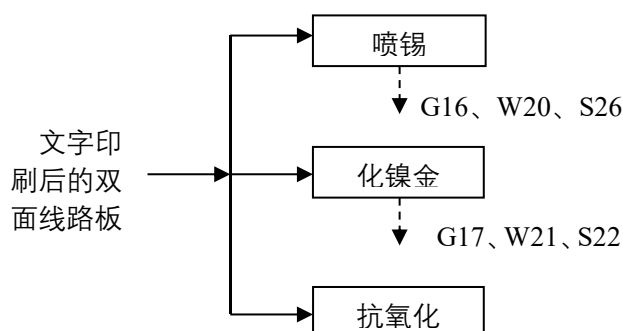 喷锡
G16、W20、S26
文字印
刷后的双
面线路板
化镍金
G17、W21、S22
抗氧化